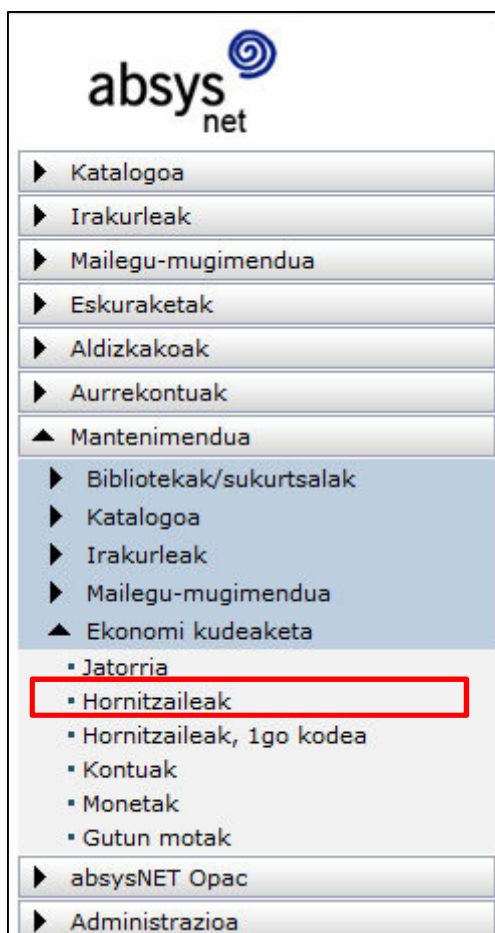 absys
net
Katalogoa
Irakurleak
Mailegu-mugimendua
Eskuraketak
Aldizkakoak
Aurrekontuak
Mantenimendua
Bibliotekak/sukurtsalak
Katalogoa
Irakurleak
Mailegu-mugimendua
Ekonomi kudeaketa
Jatorria
Hornitzaileak
Hornitzaileak, 1go kodea
Kontuak
Monetak
Gutun motak
absysNET Opac
Administrazioa